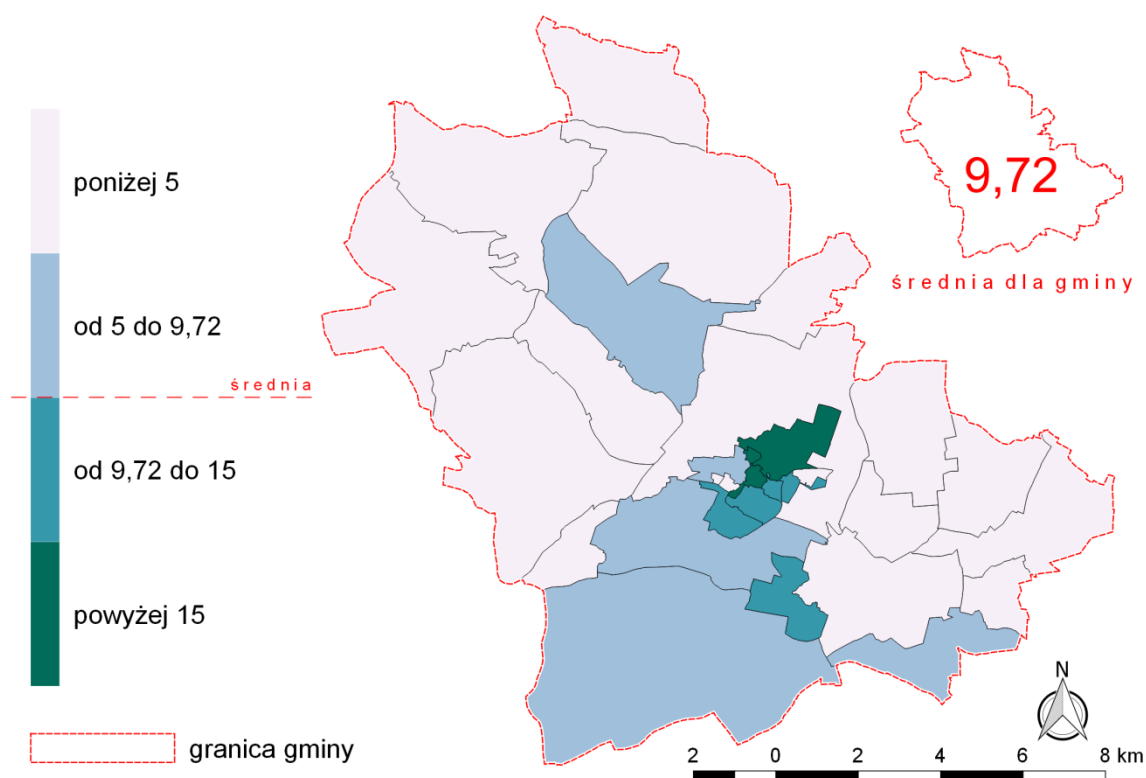 9,72
średnia dla gminy
poniżej 5
od 5 do 9,72
średnia
od 9,72 do 15
powyżej 15
granica gminy
N
2 0 2 4 6 8 km